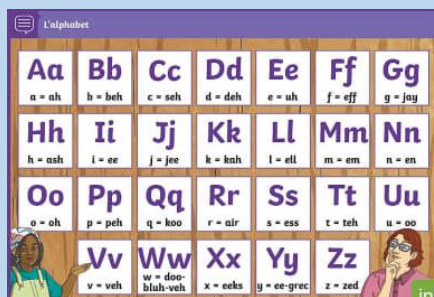 L'alphabet
Aa Bb Cc Dd Ee Ff Gg
a = ah b = beh c = seh d = deh e = uh f = eff g = jay
Hh Ii Jj Kk Ll Mm Nn
h = ash i = ee j = jee k = kah l = ell m = em n = en
Oo Pp Qq Rr Ss Tt Uu
o = oh p = peh q = koo r = air s = ess t = teh u = oo
Vv Ww Xx Yy Zz
v = veh w = doo-bluh-veh x = eeks y = ee-grec z = zed
in